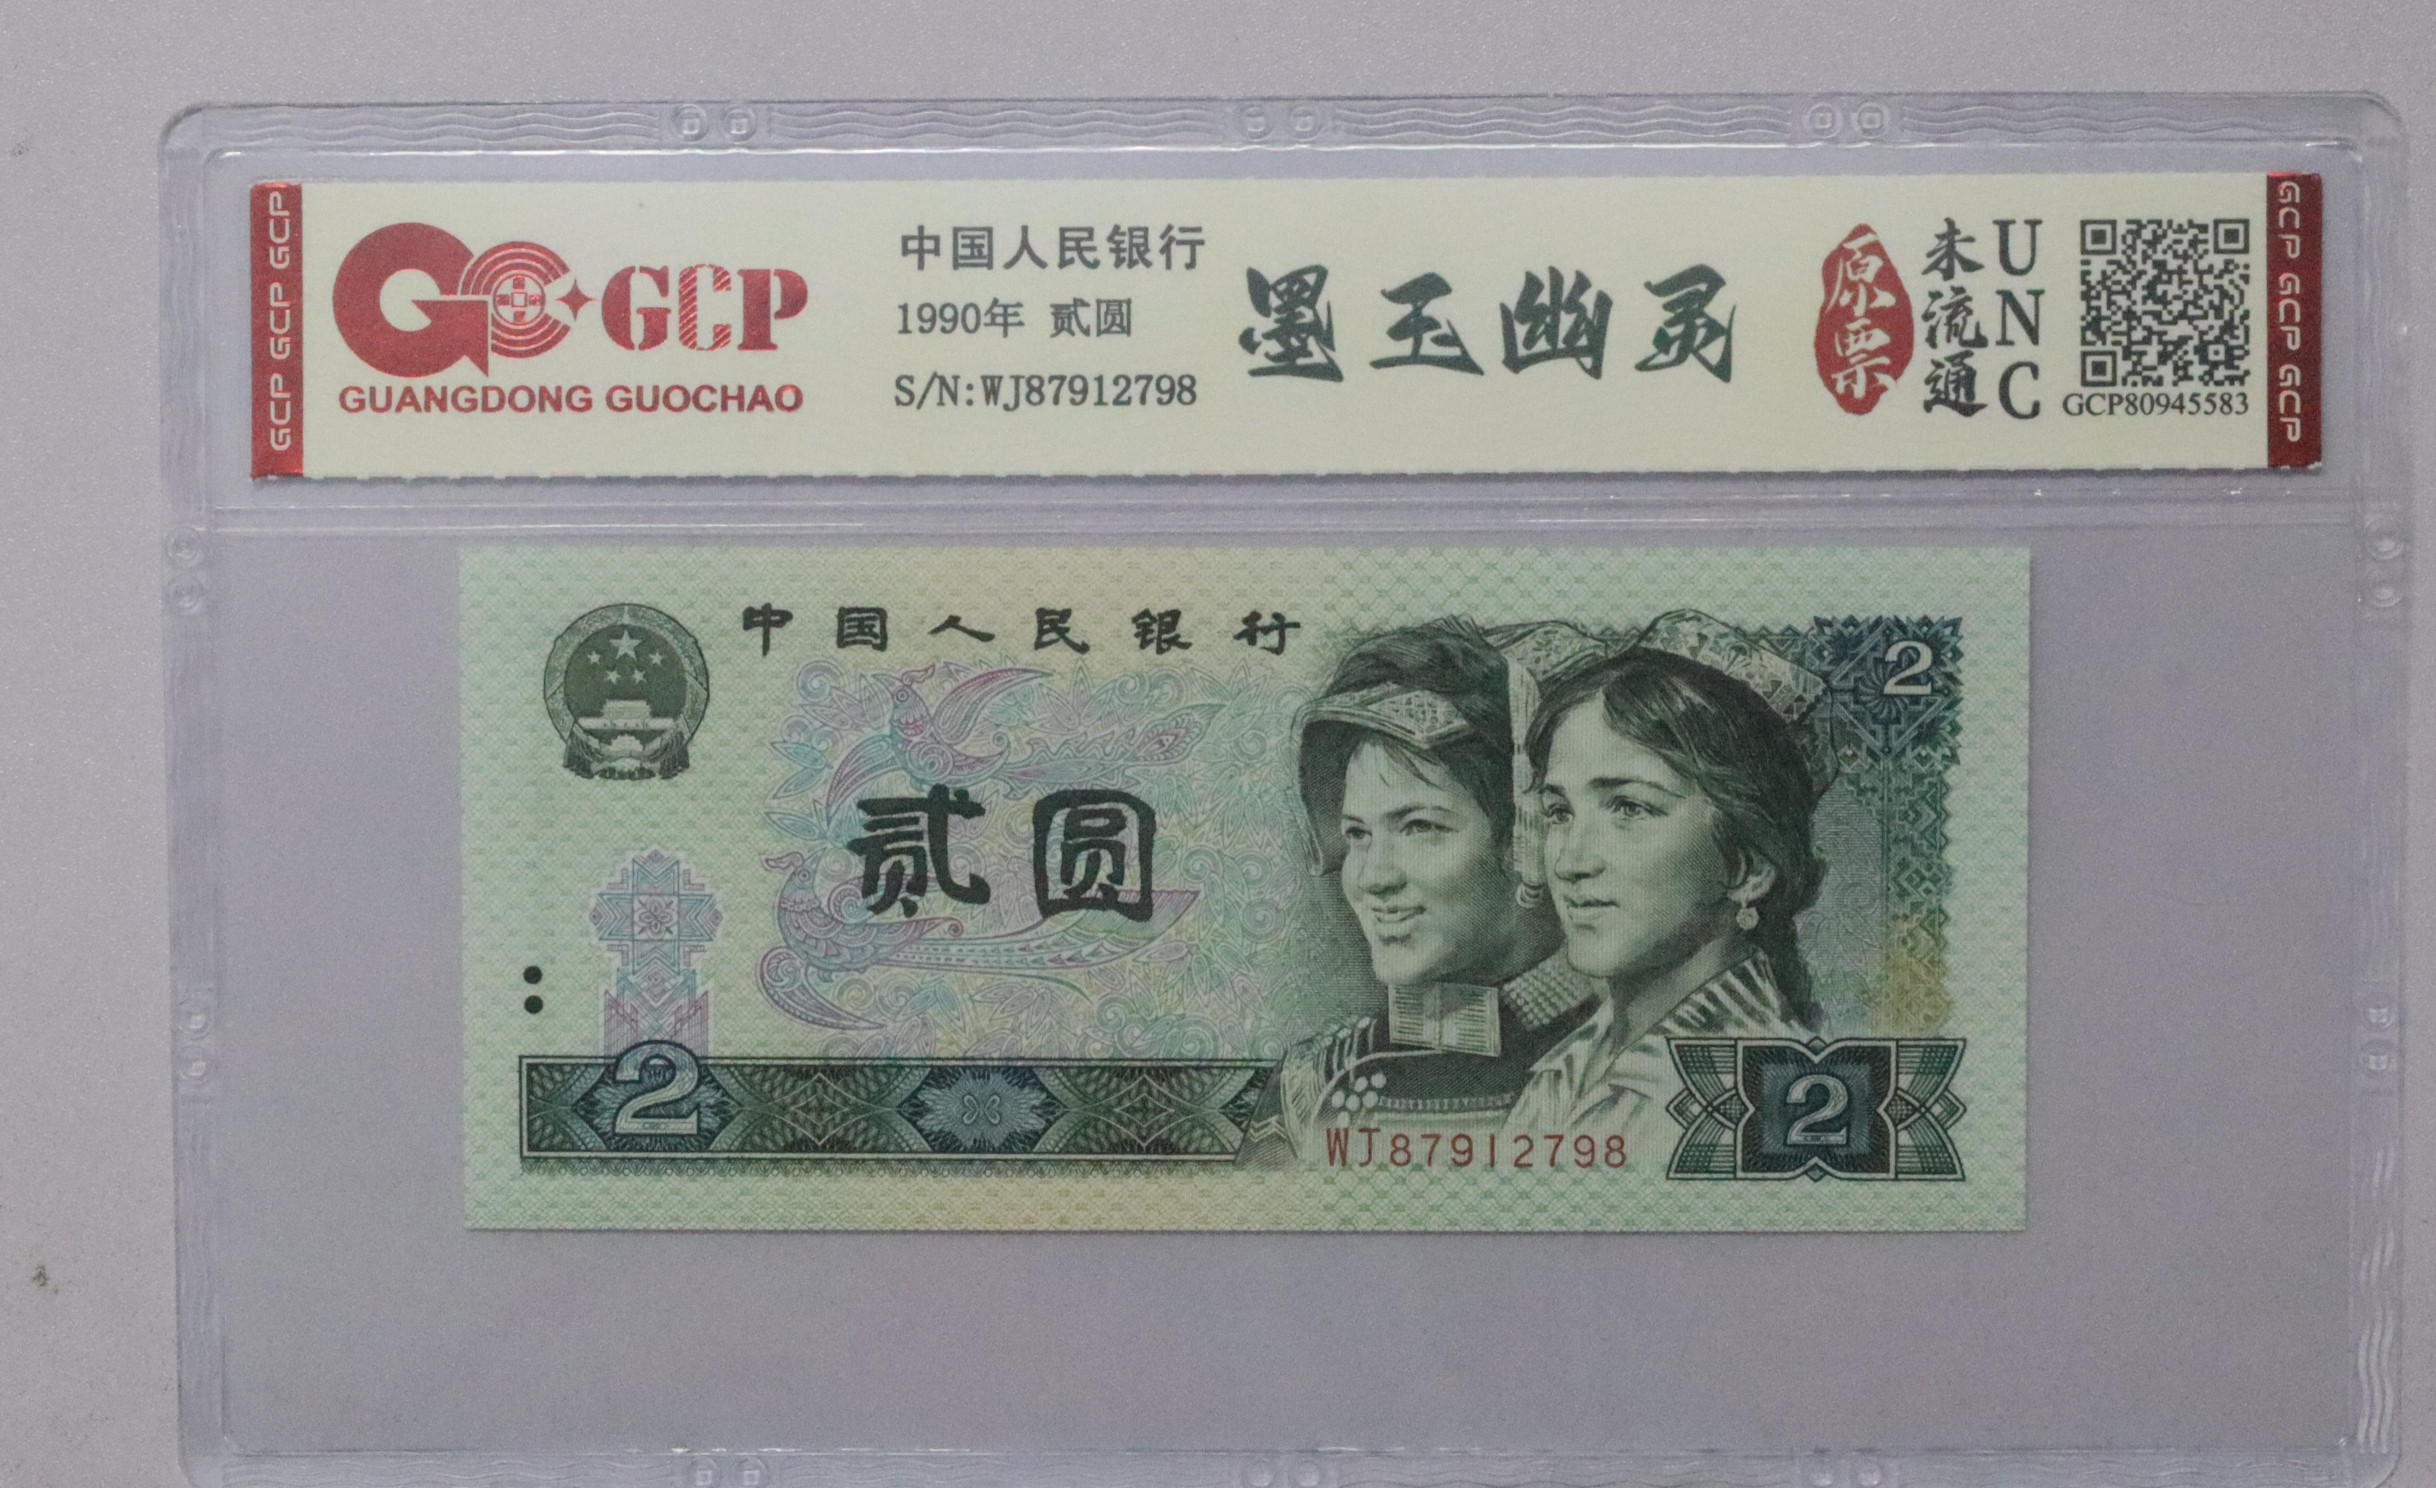 GCP GCP GCP
GCP
GUANGDONG GUOCHAO
中国人民银行
1990年 贰圆
S/N:WJ87912798
墨玉幽灵
原票
未流通
UNC
GCP80945583
GCP GCP GCP
中国人民银行
2
贰圆
2
WJ87912798
2